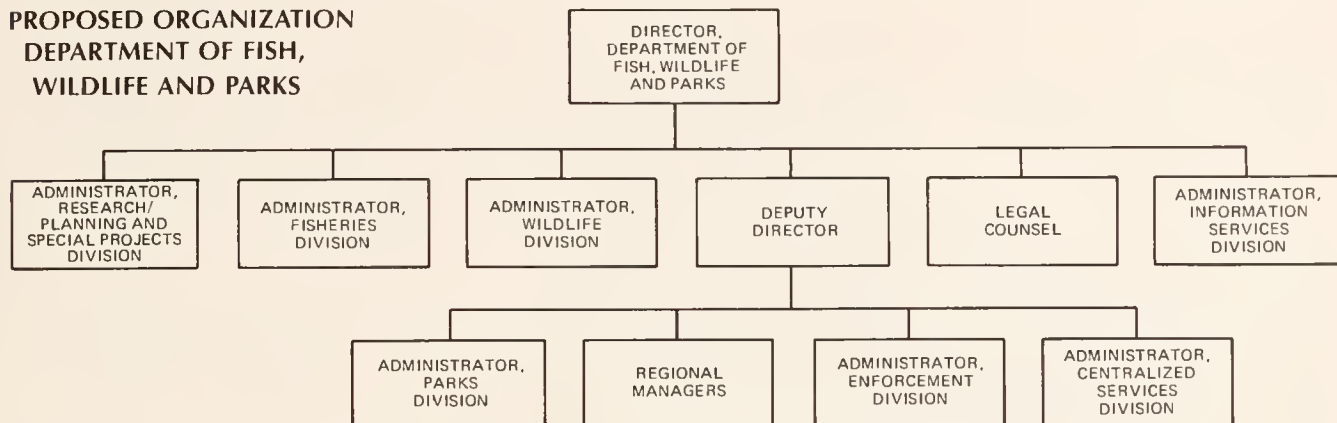 PROPOSED ORGANIZATION
DEPARTMENT OF FISH,
WILDLIFE AND PARKS
DIRECTOR,
DEPARTMENT OF
FISH, WILDLIFE
AND PARKS
ADMINISTRATOR,
RESEARCH/
PLANNING AND
SPECIAL PROJECTS
DIVISION
ADMINISTRATOR,
FISHERIES
DIVISION
ADMINISTRATOR,
WILDLIFE
DIVISION
DEPUTY
DIRECTOR
LEGAL
COUNSEL
ADMINISTRATOR,
INFORMATION
SERVICES
DIVISION
ADMINISTRATOR,
PARKS
DIVISION
REGIONAL
MANAGERS
ADMINISTRATOR,
ENFORCEMENT
DIVISION
ADMINISTRATOR,
CENTRALIZED
SERVICES
DIVISION